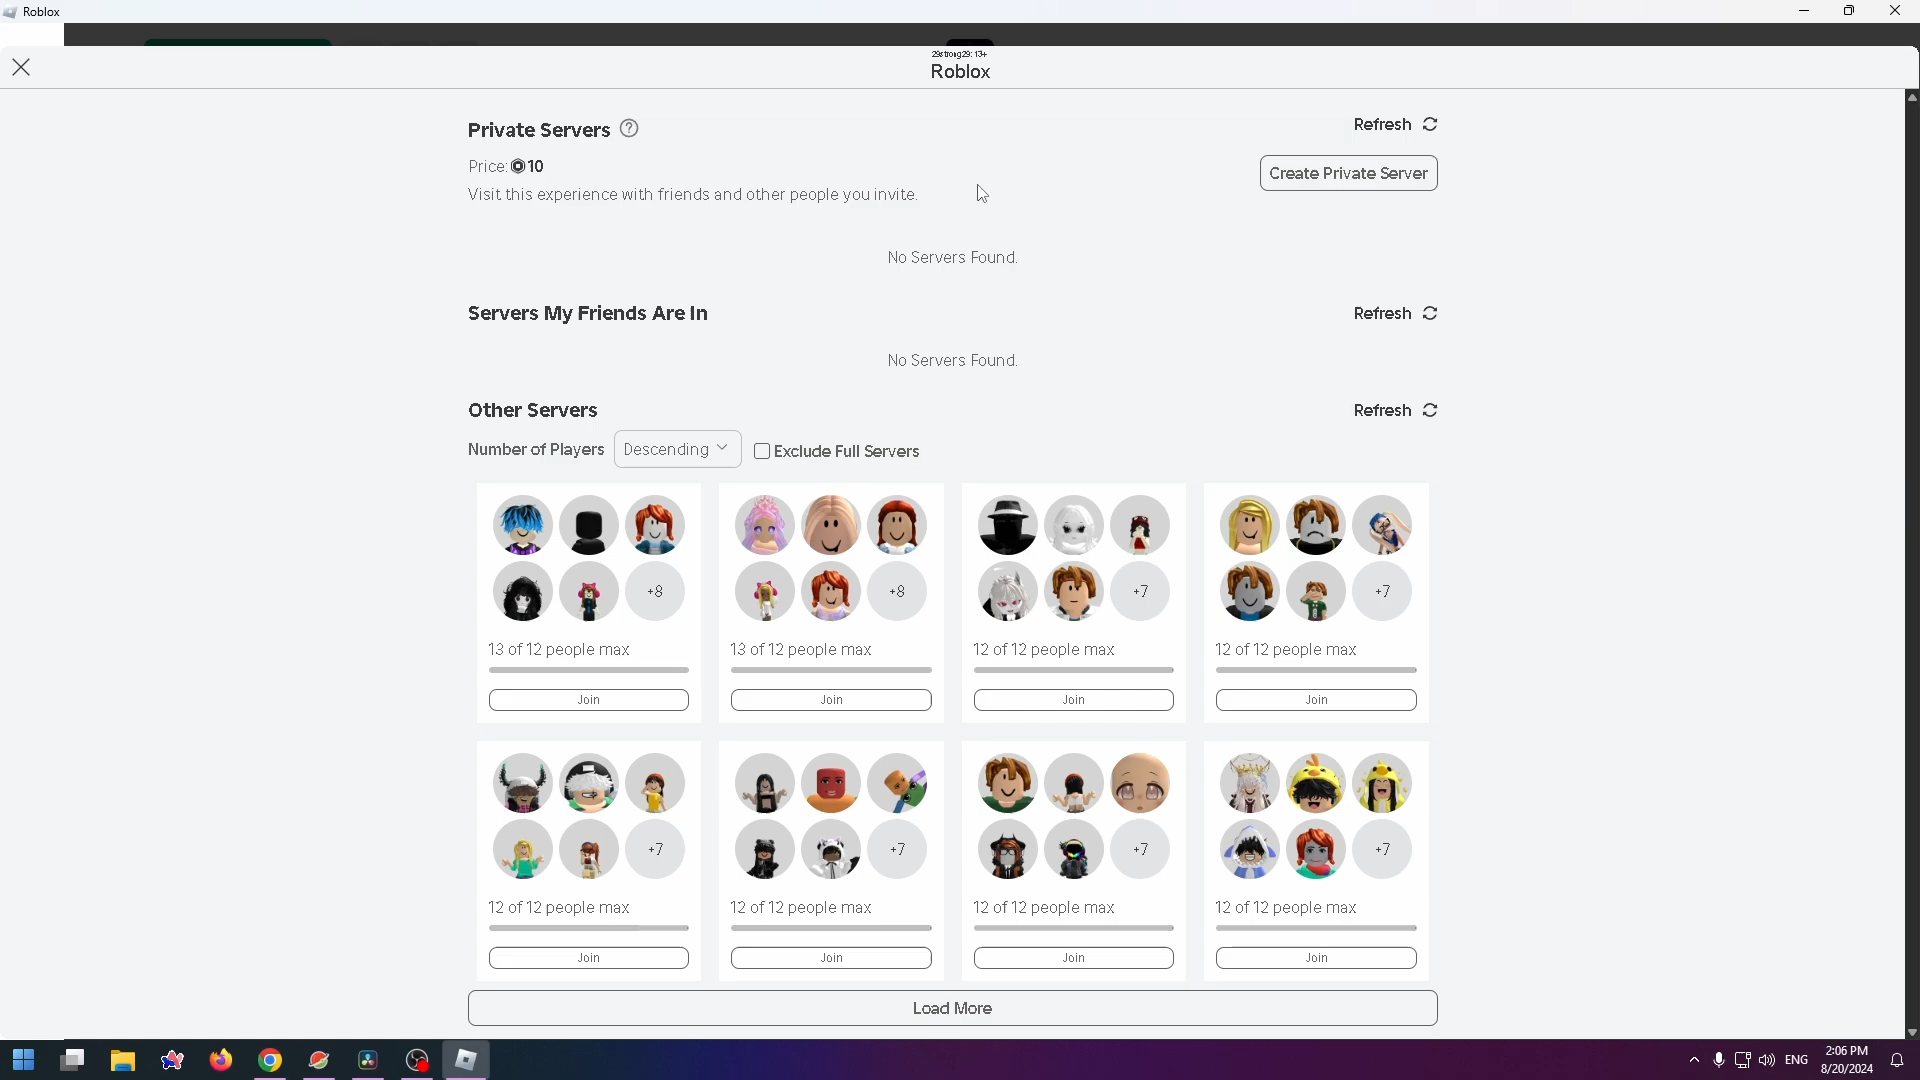 Roblox
29strong29: 13+
Roblox
Private Servers
Refresh
Price: 10
Create Private Server
Visit this experience with friends and other people you invite.
No Servers Found.
Servers My Friends Are In
Refresh
No Servers Found.
Other Servers
Refresh
Number of Players Descending Exclude Full Servers
+8 +8 +7 +7
13 of 12 people max 13 of 12 people max 12 of 12 people max 12 of 12 people max
Join Join Join Join
+7 +7 +7 +7
12 of 12 people max 12 of 12 people max 12 of 12 people max 12 of 12 people max
Join Join Join Join
Load More
2:06 PM
ENG
8/20/2024